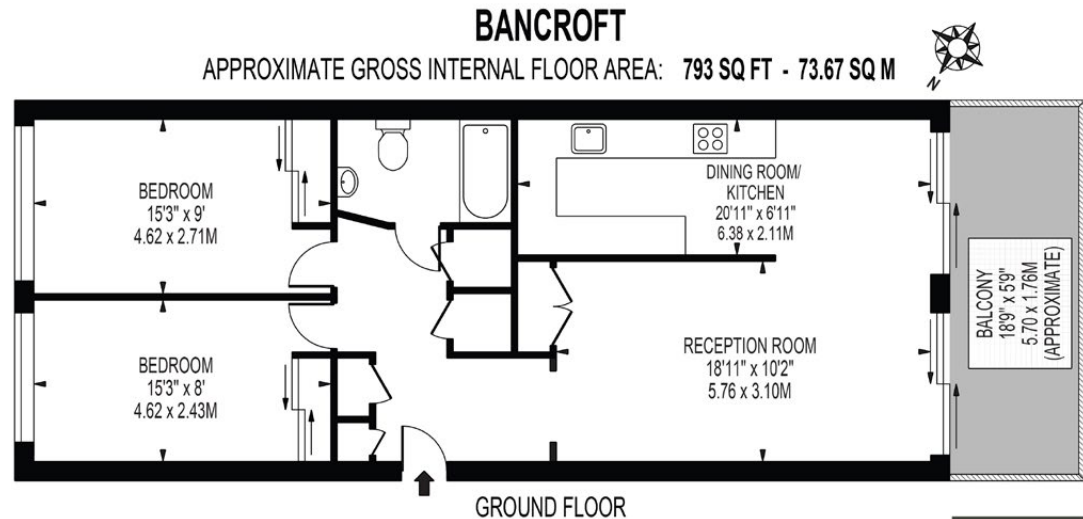 BANCROFT
APPROXIMATE GROSS INTERNAL FLOOR AREA: 793 SQ FT - 73.67 SQ M
N
BEDROOM
15'3" x 9'
4.62 x 2.71M
DINING ROOM/
KITCHEN
20'11" x 6'11"
6.38 x 2.11M
BEDROOM
15'3" x 8'
4.62 x 2.43M
RECEPTION ROOM
18'11" x 10'2"
5.76 x 3.10M
BALCONY
18'9" x 5'9"
5.70 x 1.76M
(APPROXIMATE)
GROUND FLOOR